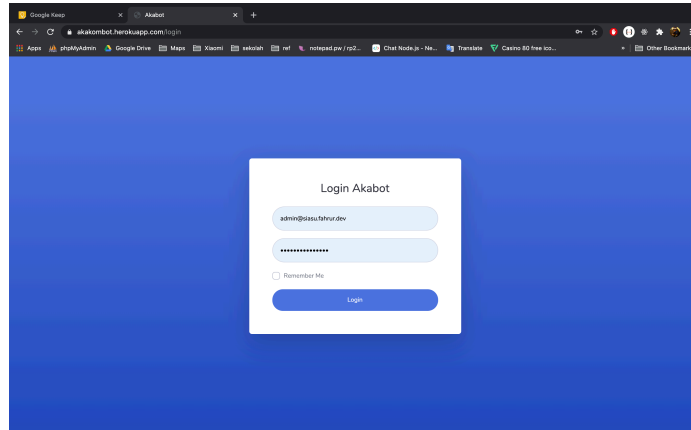 Google Keep
Akabot
akakombot.herokuapp.com/login
Apps phpMyAdmin Google Drive Maps Xiaomi sekolah ref notepad.pw / rp2... Chat Node.js - Ne... Translate Casino 80 free ico... » Other Bookmark
Login Akabot
admin@siasu.fahrur.dev
•••••••••••••••
Remember Me
Login